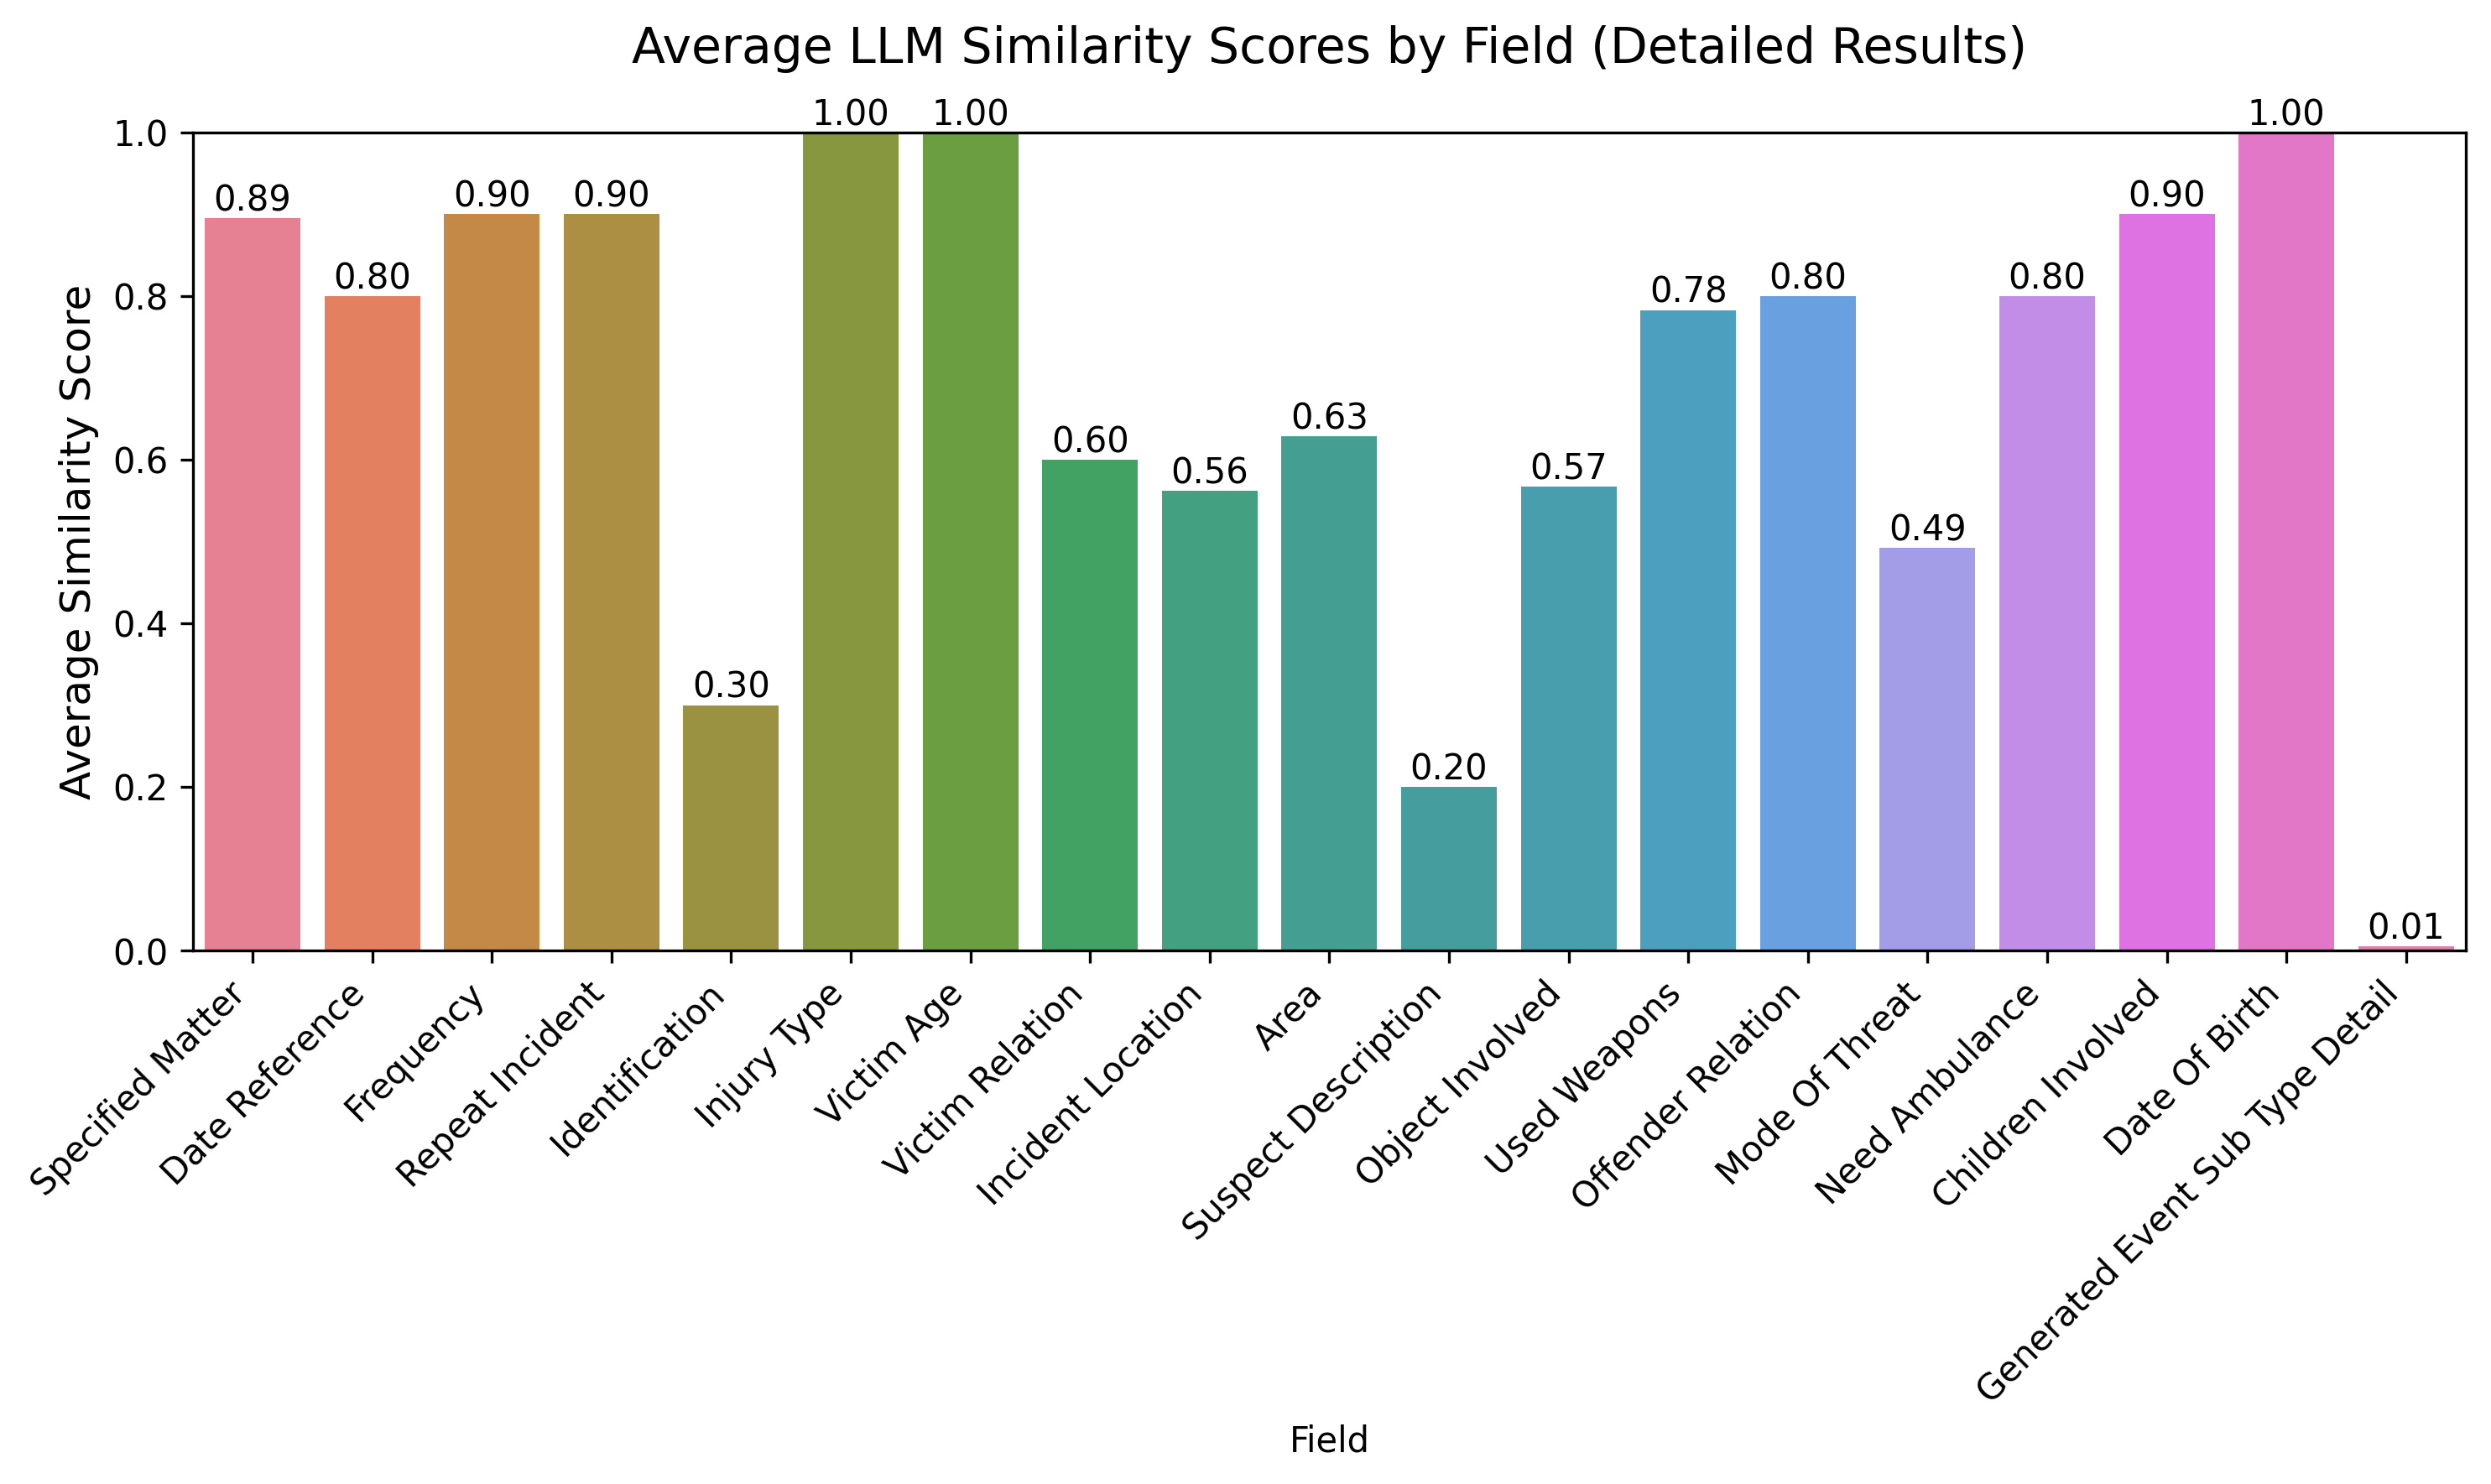 Average LLM Similarity Scores by Field (Detailed Results)
Average Similarity Score
1.0
0.8
0.6
0.4
0.2
0.0
0.89
0.80
0.90
0.90
0.30
1.00
1.00
0.60
0.56
0.63
0.20
0.57
0.78
0.80
0.49
0.80
0.90
1.00
0.01
Specified Matter
Date Reference
Frequency
Repeat Incident
Identification
Injury Type
Victim Age
Victim Relation
Incident Location
Area
Suspect Description
Object Involved
Used Weapons
Offender Relation
Mode Of Threat
Need Ambulance
Children Involved
Date Of Birth
Generated Event Sub Type Detail
Field